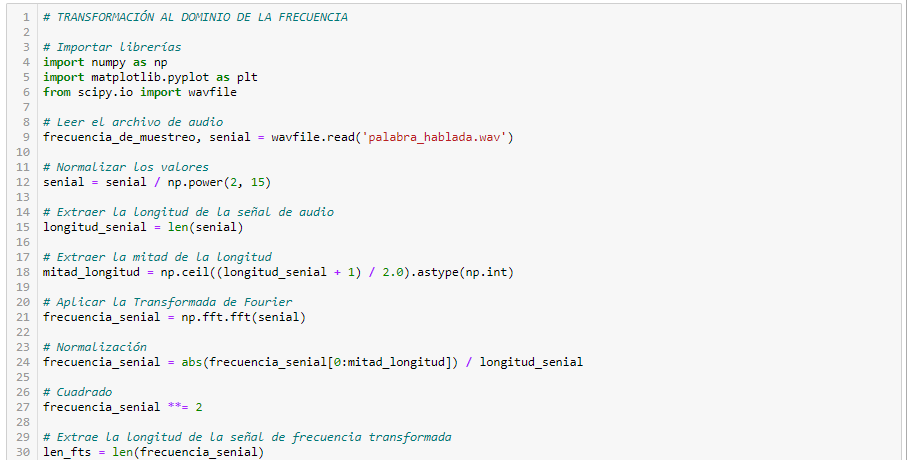 1 # TRANSFORMACIÓN AL DOMINIO DE LA FRECUENCIA
2
3 # Importar librerías
4 import numpy as np
5 import matplotlib.pyplot as plt
6 from scipy.io import wavfile
7
8 # Leer el archivo de audio
9 frecuencia_de_muestreo, senial = wavfile.read('palabra_hablada.wav')
10
11 # Normalizar los valores
12 senial = senial / np.power(2, 15)
13
14 # Extraer la longitud de la señal de audio
15 longitud_senial = len(senial)
16
17 # Extraer la mitad de la longitud
18 mitad_longitud = np.ceil((longitud_senial + 1) / 2.0).astype(np.int)
19
20 # Aplicar la Transformada de Fourier
21 frecuencia_senial = np.fft.fft(senial)
22
23 # Normalización
24 frecuencia_senial = abs(frecuencia_senial[0:mitad_longitud]) / longitud_senial
25
26 # Cuadrado
27 frecuencia_senial **= 2
28
29 # Extrae la longitud de la señal de frecuencia transformada
30 len_fts = len(frecuencia_senial)